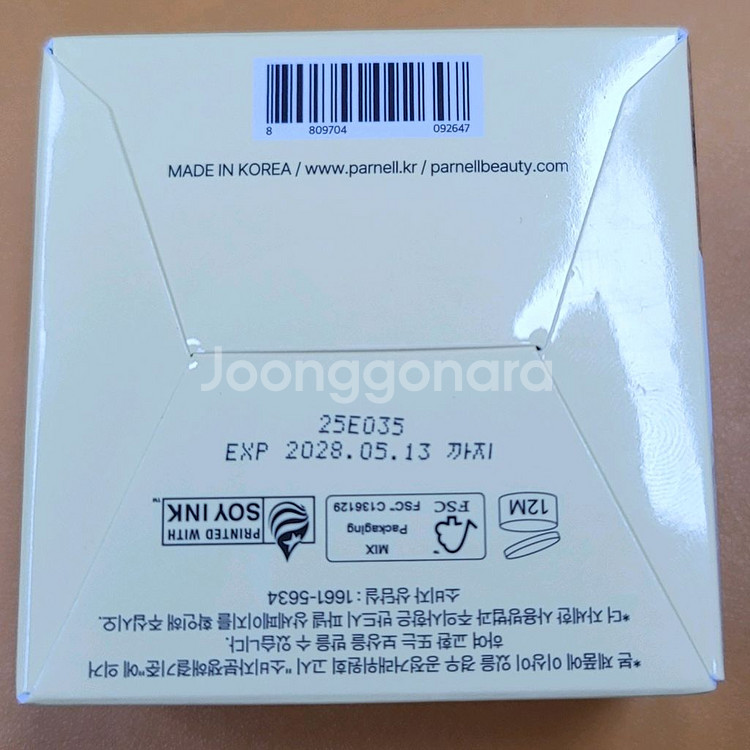 8 809704 092647
MADE IN KOREA / www.parnell.kr / parnellbeauty.com
Joonggonara
25E035
EXP 2028.05.13 까지
*본 제품에 이상이 있을 경우 공정거래위원회 고시 "소비자분쟁해결기준"에 의거
하여 교환 또는 보상을 받을 수 있습니다.
*더 자세한 사용방법과 주의사항은 반드시 파넬 상세페이지를 확인해 주십시오.
소비자 상담실 : 1661-5634
12M
FSC
MIX
Packaging
FSC™ C136129
PRINTED WITH
SOY INK™